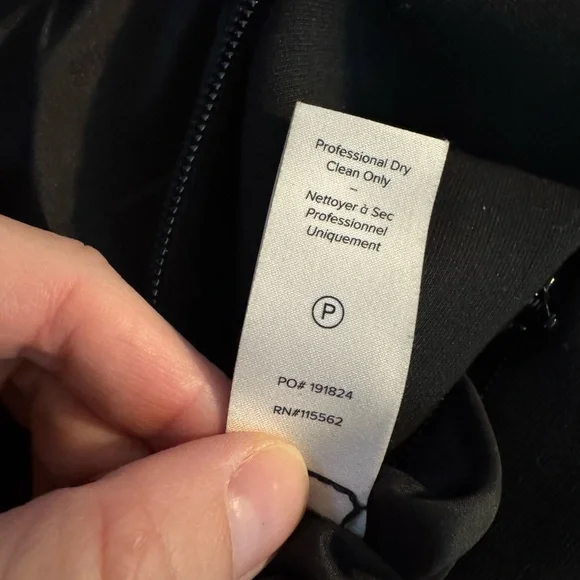 Professional Dry
Clean Only
–
Nettoyer à Sec
Professionnel
Uniquement
P
PO# 191824
RN#115562